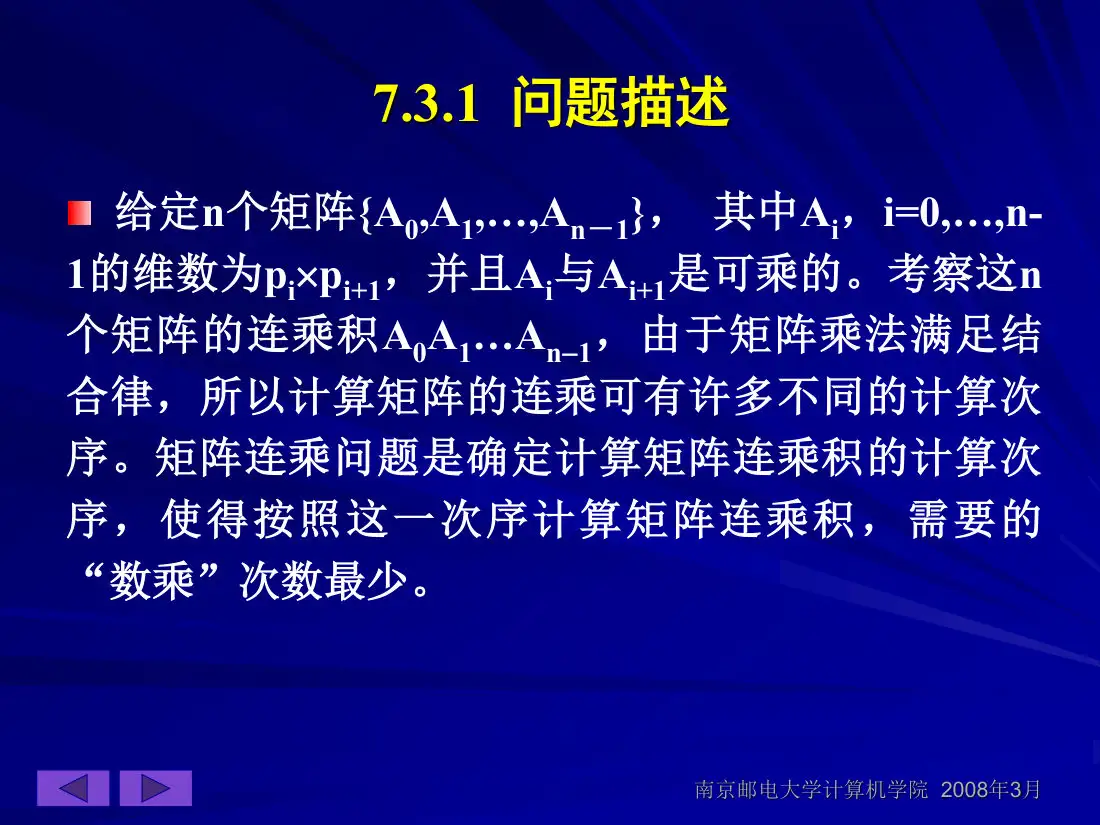 7.3.1 问题描述
给定n个矩阵{A₀,A₁,…,Aₙ₋₁}， 其中Aᵢ，i=0,…,n-
1的维数为pᵢ×pᵢ₊₁，并且Aᵢ与Aᵢ₊₁是可乘的。考察这n
个矩阵的连乘积A₀A₁…Aₙ₋₁，由于矩阵乘法满足结
合律，所以计算矩阵的连乘可有许多不同的计算次
序。矩阵连乘问题是确定计算矩阵连乘积的计算次
序，使得按照这一次序计算矩阵连乘积，需要的
“数乘”次数最少。
南京邮电大学计算机学院 2008年3月